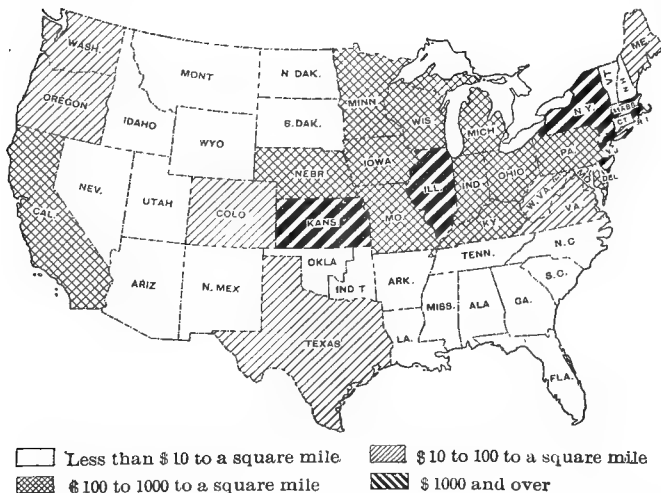 WASH.
MONT
N. DAK.
MINN
ME.
VT.
N H
OREGON
IDAHO
S.DAK.
WIS
MICH
N.Y.
MASS
CT
R I
WYO
IOWA
PA.
NEBR
NEV.
UTAH
COLO
ILL.
IND
OHIO
DEL
W.VA.
VA.
CAL.
KANS
MO.
KY
N.C
TENN.
OKLA
IND T
ARK.
S.C.
ARIZ
N. MEX
MISS.
ALA
GA.
TEXAS
LA.
FLA.
Less than $ 10 to a square mile
$ 10 to 100 to a square mile
$ 100 to 1000 to a square mile
$ 1000 and over